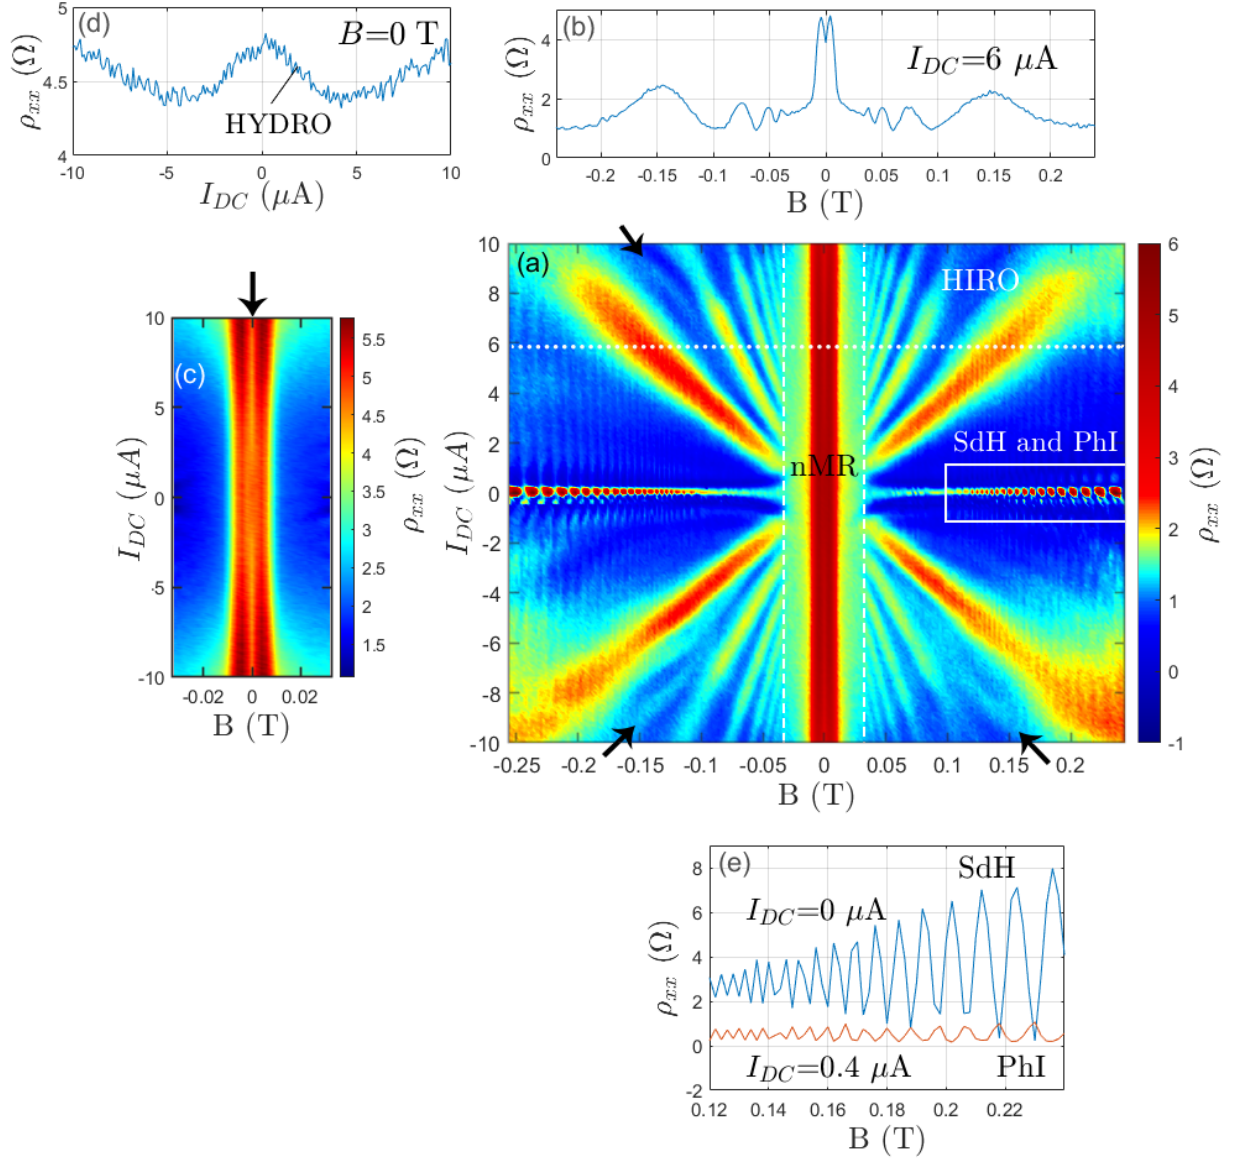 (d)
B=0 T
HYDRO
ρxx (Ω)
5
4.5
4
-10
-5
0
5
10
I_DC (μA)
(b)
I_DC=6 μA
ρxx (Ω)
4
2
0
-0.2
-0.15
-0.1
-0.05
0
0.05
0.1
0.15
0.2
B (T)
(c)
I_DC (μA)
10
5
0
-5
-10
-0.02
0
0.02
B (T)
5.5
5
4.5
4
3.5
3
2.5
2
1.5
ρxx (Ω)
(a)
HIRO
SdH and PhI
nMR
I_DC (μA)
10
8
6
4
2
0
-2
-4
-6
-8
-10
-0.25
-0.2
-0.15
-0.1
-0.05
0
0.05
0.1
0.15
0.2
B (T)
6
5
4
3
2
1
0
-1
ρxx (Ω)
(e)
SdH
I_DC=0 μA
I_DC=0.4 μA
PhI
ρxx (Ω)
8
6
4
2
0
-2
0.12
0.14
0.16
0.18
0.2
0.22
B (T)